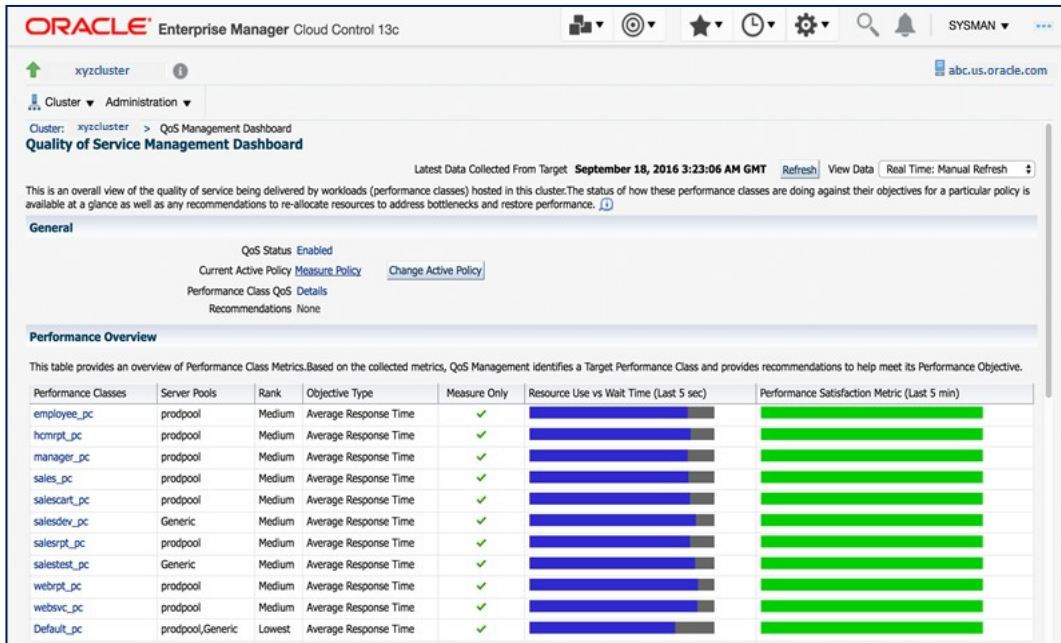 ORACLE Enterprise Manager Cloud Control 13c SYSMAN
xyzcluster abc.us.oracle.com
Cluster Administration
Cluster: xyzcluster > QoS Management Dashboard
Quality of Service Management Dashboard
Latest Data Collected From Target September 18, 2016 3:23:06 AM GMT Refresh View Data Real Time: Manual Refresh
This is an overall view of the quality of service being delivered by workloads (performance classes) hosted in this cluster.The status of how these performance classes are doing against their objectives for a particular policy is
available at a glance as well as any recommendations to re-allocate resources to address bottlenecks and restore performance.
General
QoS Status Enabled
Current Active Policy Measure Policy Change Active Policy
Performance Class QoS Details
Recommendations None
Performance Overview
This table provides an overview of Performance Class Metrics.Based on the collected metrics, QoS Management identifies a Target Performance Class and provides recommendations to help meet its Performance Objective.
Performance Classes Server Pools Rank Objective Type Measure Only Resource Use vs Wait Time (Last 5 sec) Performance Satisfaction Metric (Last 5 min)
employee_pc prodpool Medium Average Response Time
hcmrpt_pc prodpool Medium Average Response Time
manager_pc prodpool Medium Average Response Time
sales_pc prodpool Medium Average Response Time
salescart_pc prodpool Medium Average Response Time
salesdev_pc Generic Medium Average Response Time
salesrpt_pc prodpool Medium Average Response Time
salestest_pc Generic Medium Average Response Time
webrpt_pc prodpool Medium Average Response Time
websvc_pc prodpool Medium Average Response Time
Default_pc prodpool,Generic Lowest Average Response Time